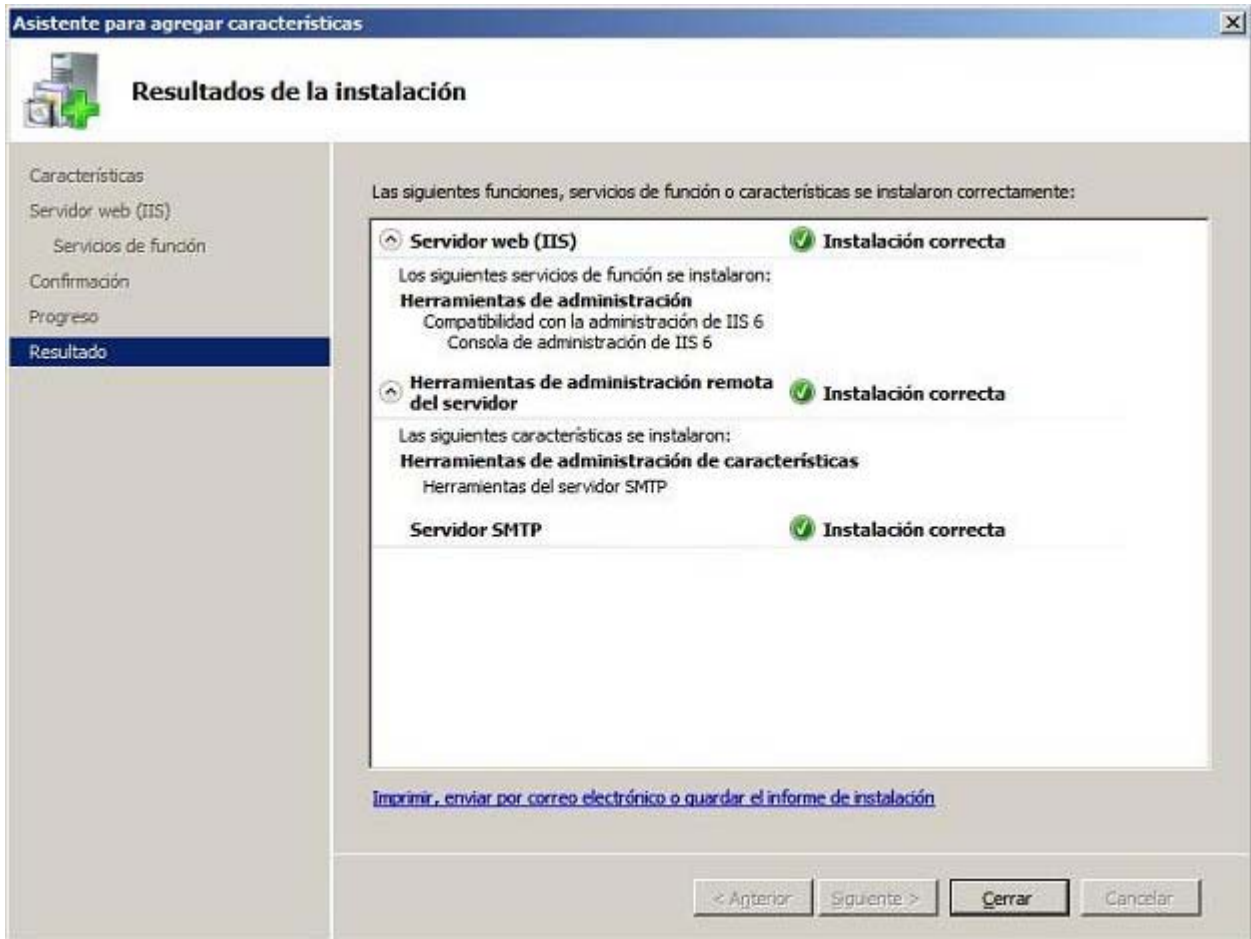 Asistente para agregar características
Resultados de la instalación
Características
Servidor web (IIS)
Servicios de función
Confirmación
Progreso
Resultado
Las siguientes funciones, servicios de función o características se instalaron correctamente:
Servidor web (IIS) Instalación correcta
Los siguientes servicios de función se instalaron:
Herramientas de administración
Compatibilidad con la administración de IIS 6
Consola de administración de IIS 6
Herramientas de administración remota
del servidor Instalación correcta
Las siguientes características se instalaron:
Herramientas de administración de características
Herramientas del servidor SMTP
Servidor SMTP Instalación correcta
Imprimir, enviar por correo electrónico o guardar el informe de instalación
< Anterior Siguiente > Cerrar Cancelar